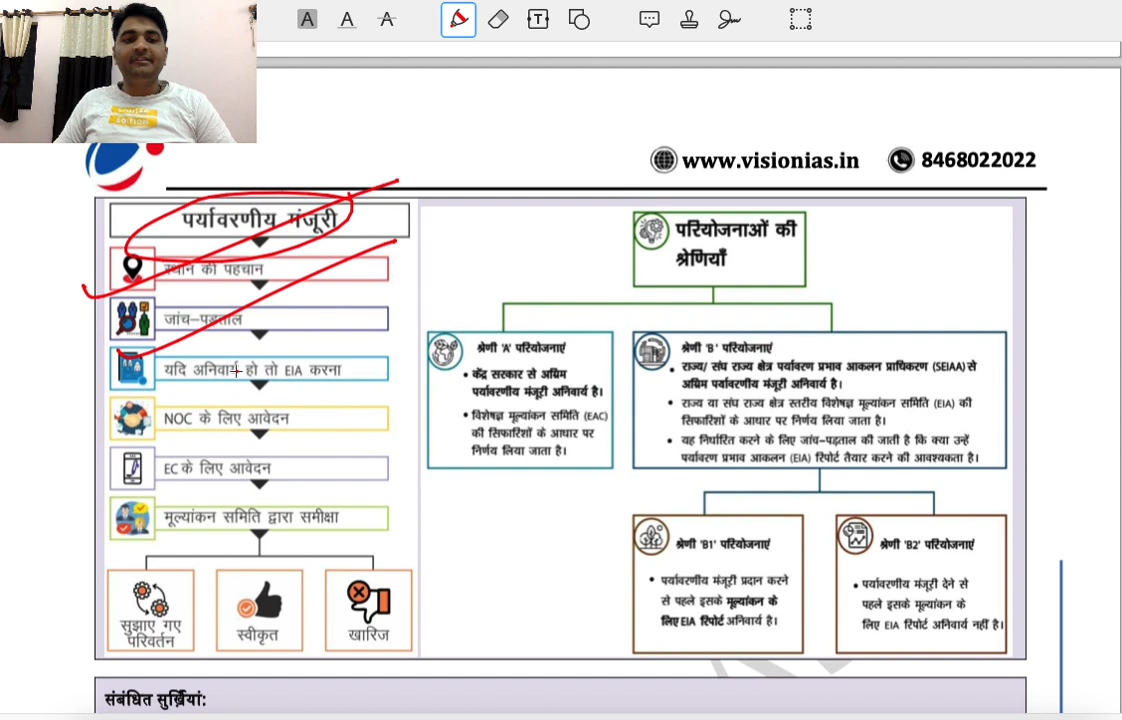 A A A T
EDITION
www.visionias.in 8468022022
पर्यावरणीय मंजूरी
स्थान की पहचान
जांच-पड़ताल
यदि अनिवार्य हो तो EIA करना
NOC के लिए आवेदन
EC के लिए आवेदन
मूल्यांकन समिति द्वारा समीक्षा
सुझाए गए
परिवर्तन
स्वीकृत
खारिज
परियोजनाओं की
श्रेणियाँ
श्रेणी 'A' परियोजनाएं
• केंद्र सरकार से अग्रिम
पर्यावरणीय मंजूरी अनिवार्य है।
• विशेषज्ञ मूल्यांकन समिति (EAC)
की सिफारिशों के आधार पर
निर्णय लिया जाता है।
श्रेणी 'B' परियोजनाएं
• राज्य/ संघ राज्य क्षेत्र पर्यावरण प्रभाव आकलन प्राधिकरण (SEIAA) से
अग्रिम पर्यावरणीय मंजूरी अनिवार्य है।
• राज्य या संघ राज्य क्षेत्र स्तरीय विशेषज्ञ मूल्यांकन समिति (EIA) की
सिफारिशों के आधार पर निर्णय लिया जाता है।
• यह निर्धारित करने के लिए जांच-पड़ताल की जाती है कि क्या उन्हें
पर्यावरण प्रभाव आकलन (EIA) रिपोर्ट तैयार करने की आवश्यकता है।
श्रेणी 'B1' परियोजनाएं
• पर्यावरणीय मंजूरी प्रदान करने
से पहले इसके मूल्यांकन के
लिए EIA रिपोर्ट अनिवार्य है।
श्रेणी 'B2' परियोजनाएं
• पर्यावरणीय मंजूरी देने से
पहले इसके मूल्यांकन के
लिए EIA रिपोर्ट अनिवार्य नहीं है।
संबंधित सुर्ख़ियां: